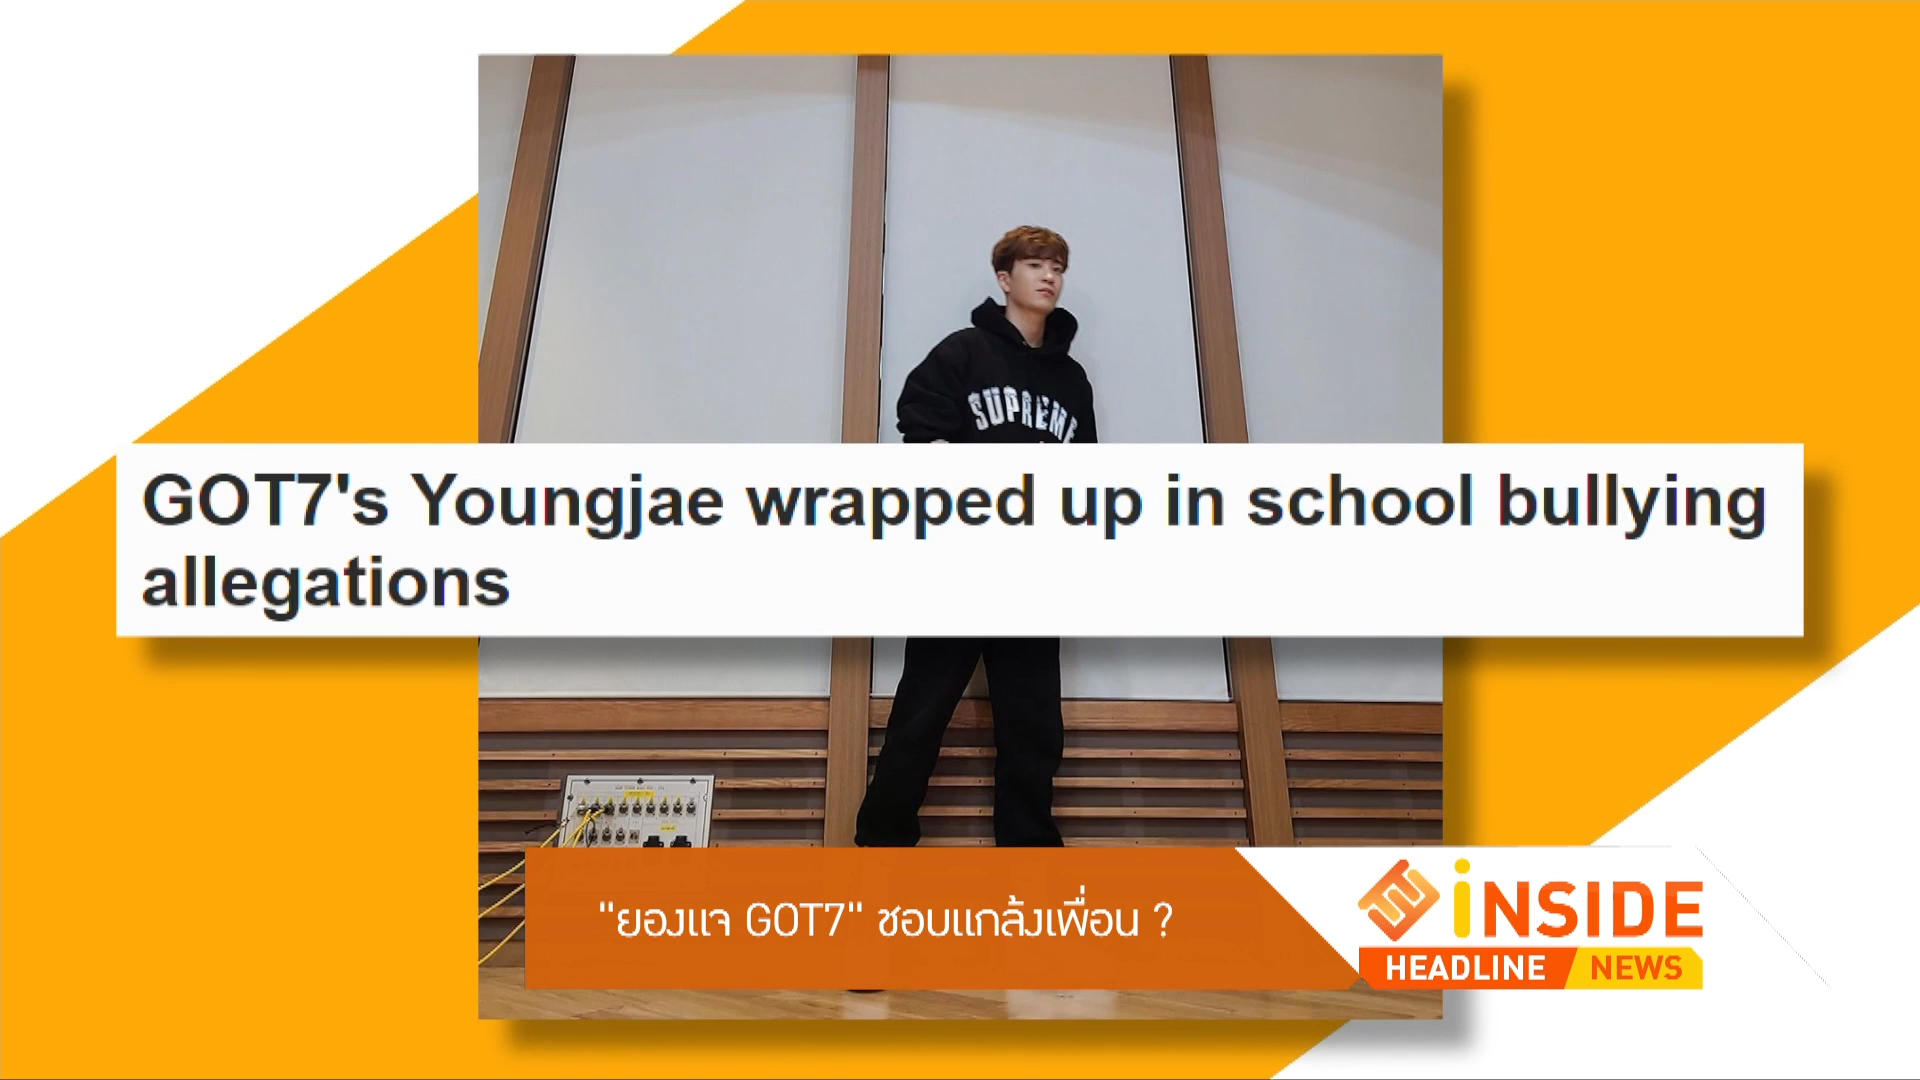 SUPREME
GOT7's Youngjae wrapped up in school bullying
allegations
"ยองแจ GOT7" ชอบแกล้งเพื่อน ?
iNSIDE
HEADLINE NEWS